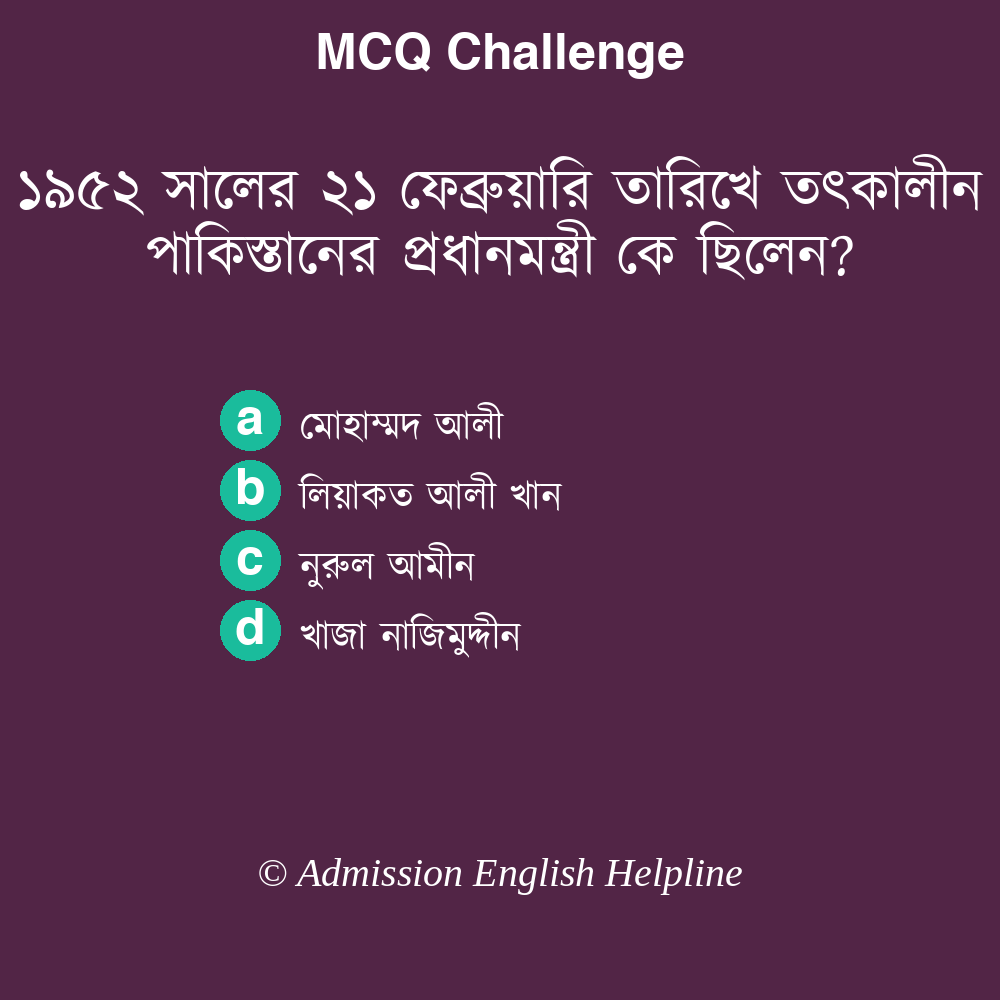 MCQ Challenge
১৯৫২ সালের ২১ ফেব্রুয়ারি তারিখে তৎকালীন
পাকিস্তানের প্রধানমন্ত্রী কে ছিলেন?
a মোহাম্মদ আলী
b লিয়াকত আলী খান
c নুরুল আমীন
d খাজা নাজিমুদ্দীন
© Admission English Helpline